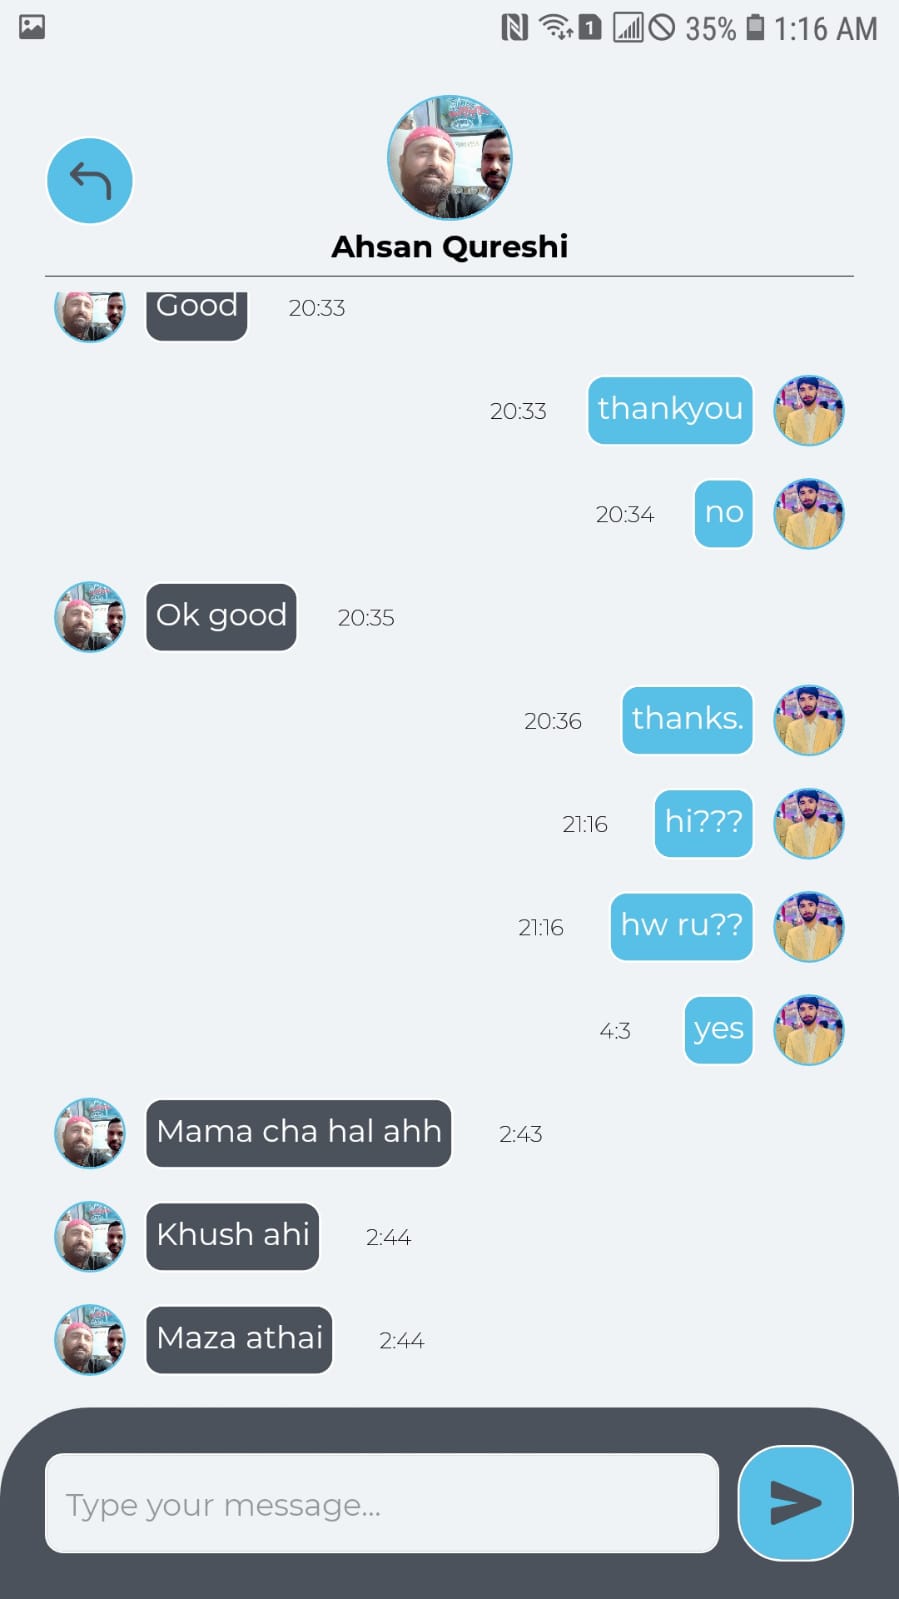 35% 1:16 AM
Ahsan Qureshi
Good 20:33
20:33 thankyou
20:34 no
Ok good 20:35
20:36 thanks.
21:16 hi???
21:16 hw ru??
4:3 yes
Mama cha hal ahh 2:43
Khush ahi 2:44
Maza athai 2:44
Type your message...